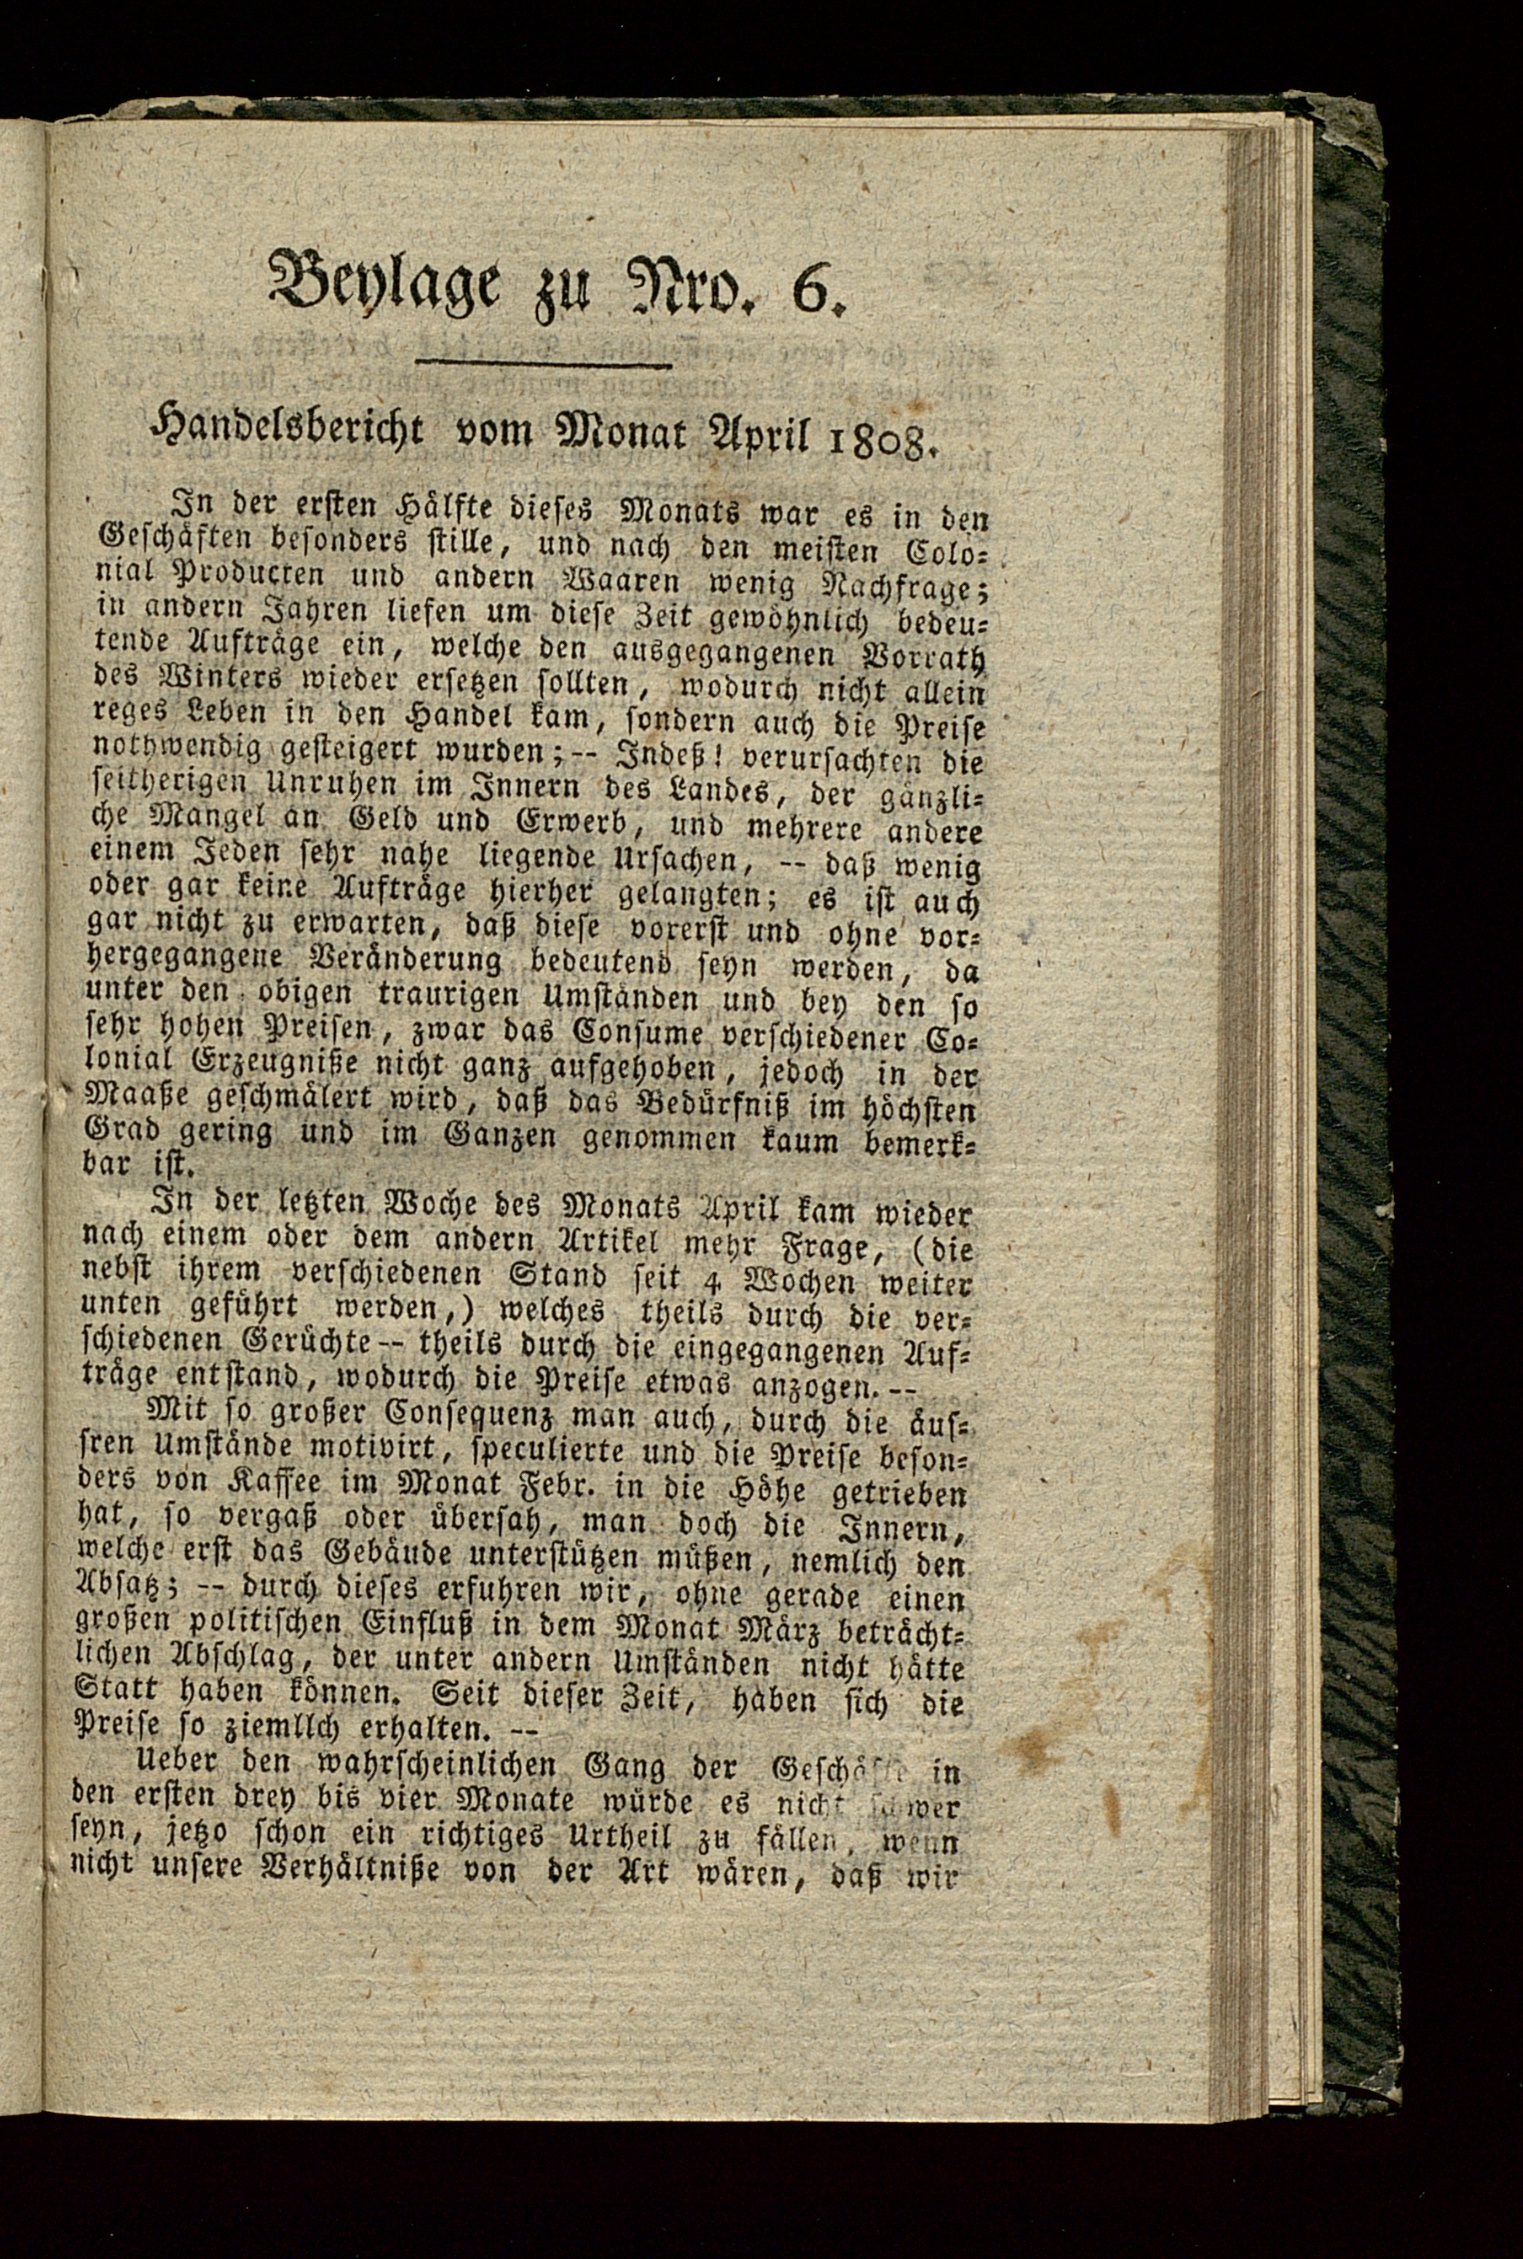 Beylage zu Nro. 6.
Handelsbericht vom Monat April 1808.
In der ersten Hälfte dieses Monats war es in den
Geschäften besonders stille, und nach den meisten Colo=
nial Producten und andern Waaren wenig Nachfrage;
in andern Jahren liefen um diese Zeit gewöhnlich bedeu=
tende Aufträge ein, welche den ausgegangenen Vorrath
des Winters wieder ersetzen sollten, wodurch nicht allein
reges Leben in den Handel kam, sondern auch die Preise
nothwendig gesteigert wurden; -- Indeß! verursachten die
seitherigen Unruhen im Innern des Landes, der gänzli=
che Mangel an Geld und Erwerb, und mehrere andere
einem Jeden sehr nahe liegende Ursachen, -- daß wenig
oder gar keine Aufträge hierher gelangten; es ist auch
gar nicht zu erwarten, daß diese vorerst und ohne vor=
hergegangene Veränderung bedeutend seyn werden, da
unter den obigen traurigen Umständen und bey den so
sehr hohen Preisen, zwar das Consume verschiedener Co=
lonial Erzeugniße nicht ganz aufgehoben, jedoch in der
Maaße geschmälert wird, daß das Bedürfniß im höchsten
Grad gering und im Ganzen genommen kaum bemerk=
bar ist.
In der letzten Woche des Monats April kam wieder
nach einem oder dem andern Artikel mehr Frage, (die
nebst ihrem verschiedenen Stand seit 4 Wochen weiter
unten geführt werden,) welches theils durch die ver=
schiedenen Gerüchte -- theils durch die eingegangenen Auf=
träge entstand, wodurch die Preise etwas anzogen. --
Mit so großer Consequenz man auch, durch die äus=
sren Umstände motivirt, speculierte und die Preise beson=
ders von Kaffee im Monat Febr. in die Höhe getrieben
hat, so vergaß oder übersah, man doch die Innern,
welche erst das Gebäude unterstützen müßen, nemlich den
Absatz; -- durch dieses erfuhren wir, ohne gerade einen
großen politischen Einfluß in dem Monat März beträcht=
lichen Abschlag, der unter andern Umständen nicht hätte
Statt haben können. Seit dieser Zeit, haben sich die
Preise so ziemllch erhalten. --
Ueber den wahrscheinlichen Gang der Geschäfte in
den ersten drey bis vier Monate würde es nicht schwer
seyn, jetzo schon ein richtiges Urtheil zu fällen, wenn
nicht unsere Verhältniße von der Art wären, daß wir